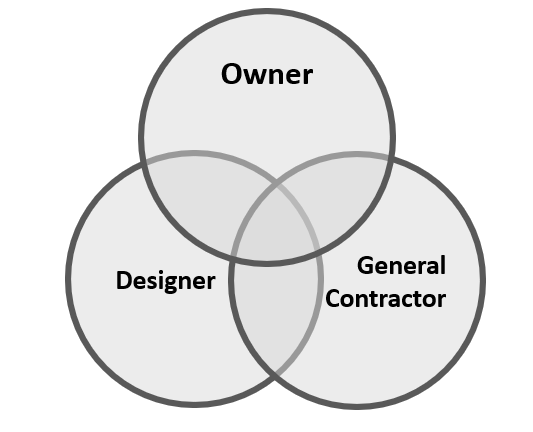 Owner
Designer
General
Contractor